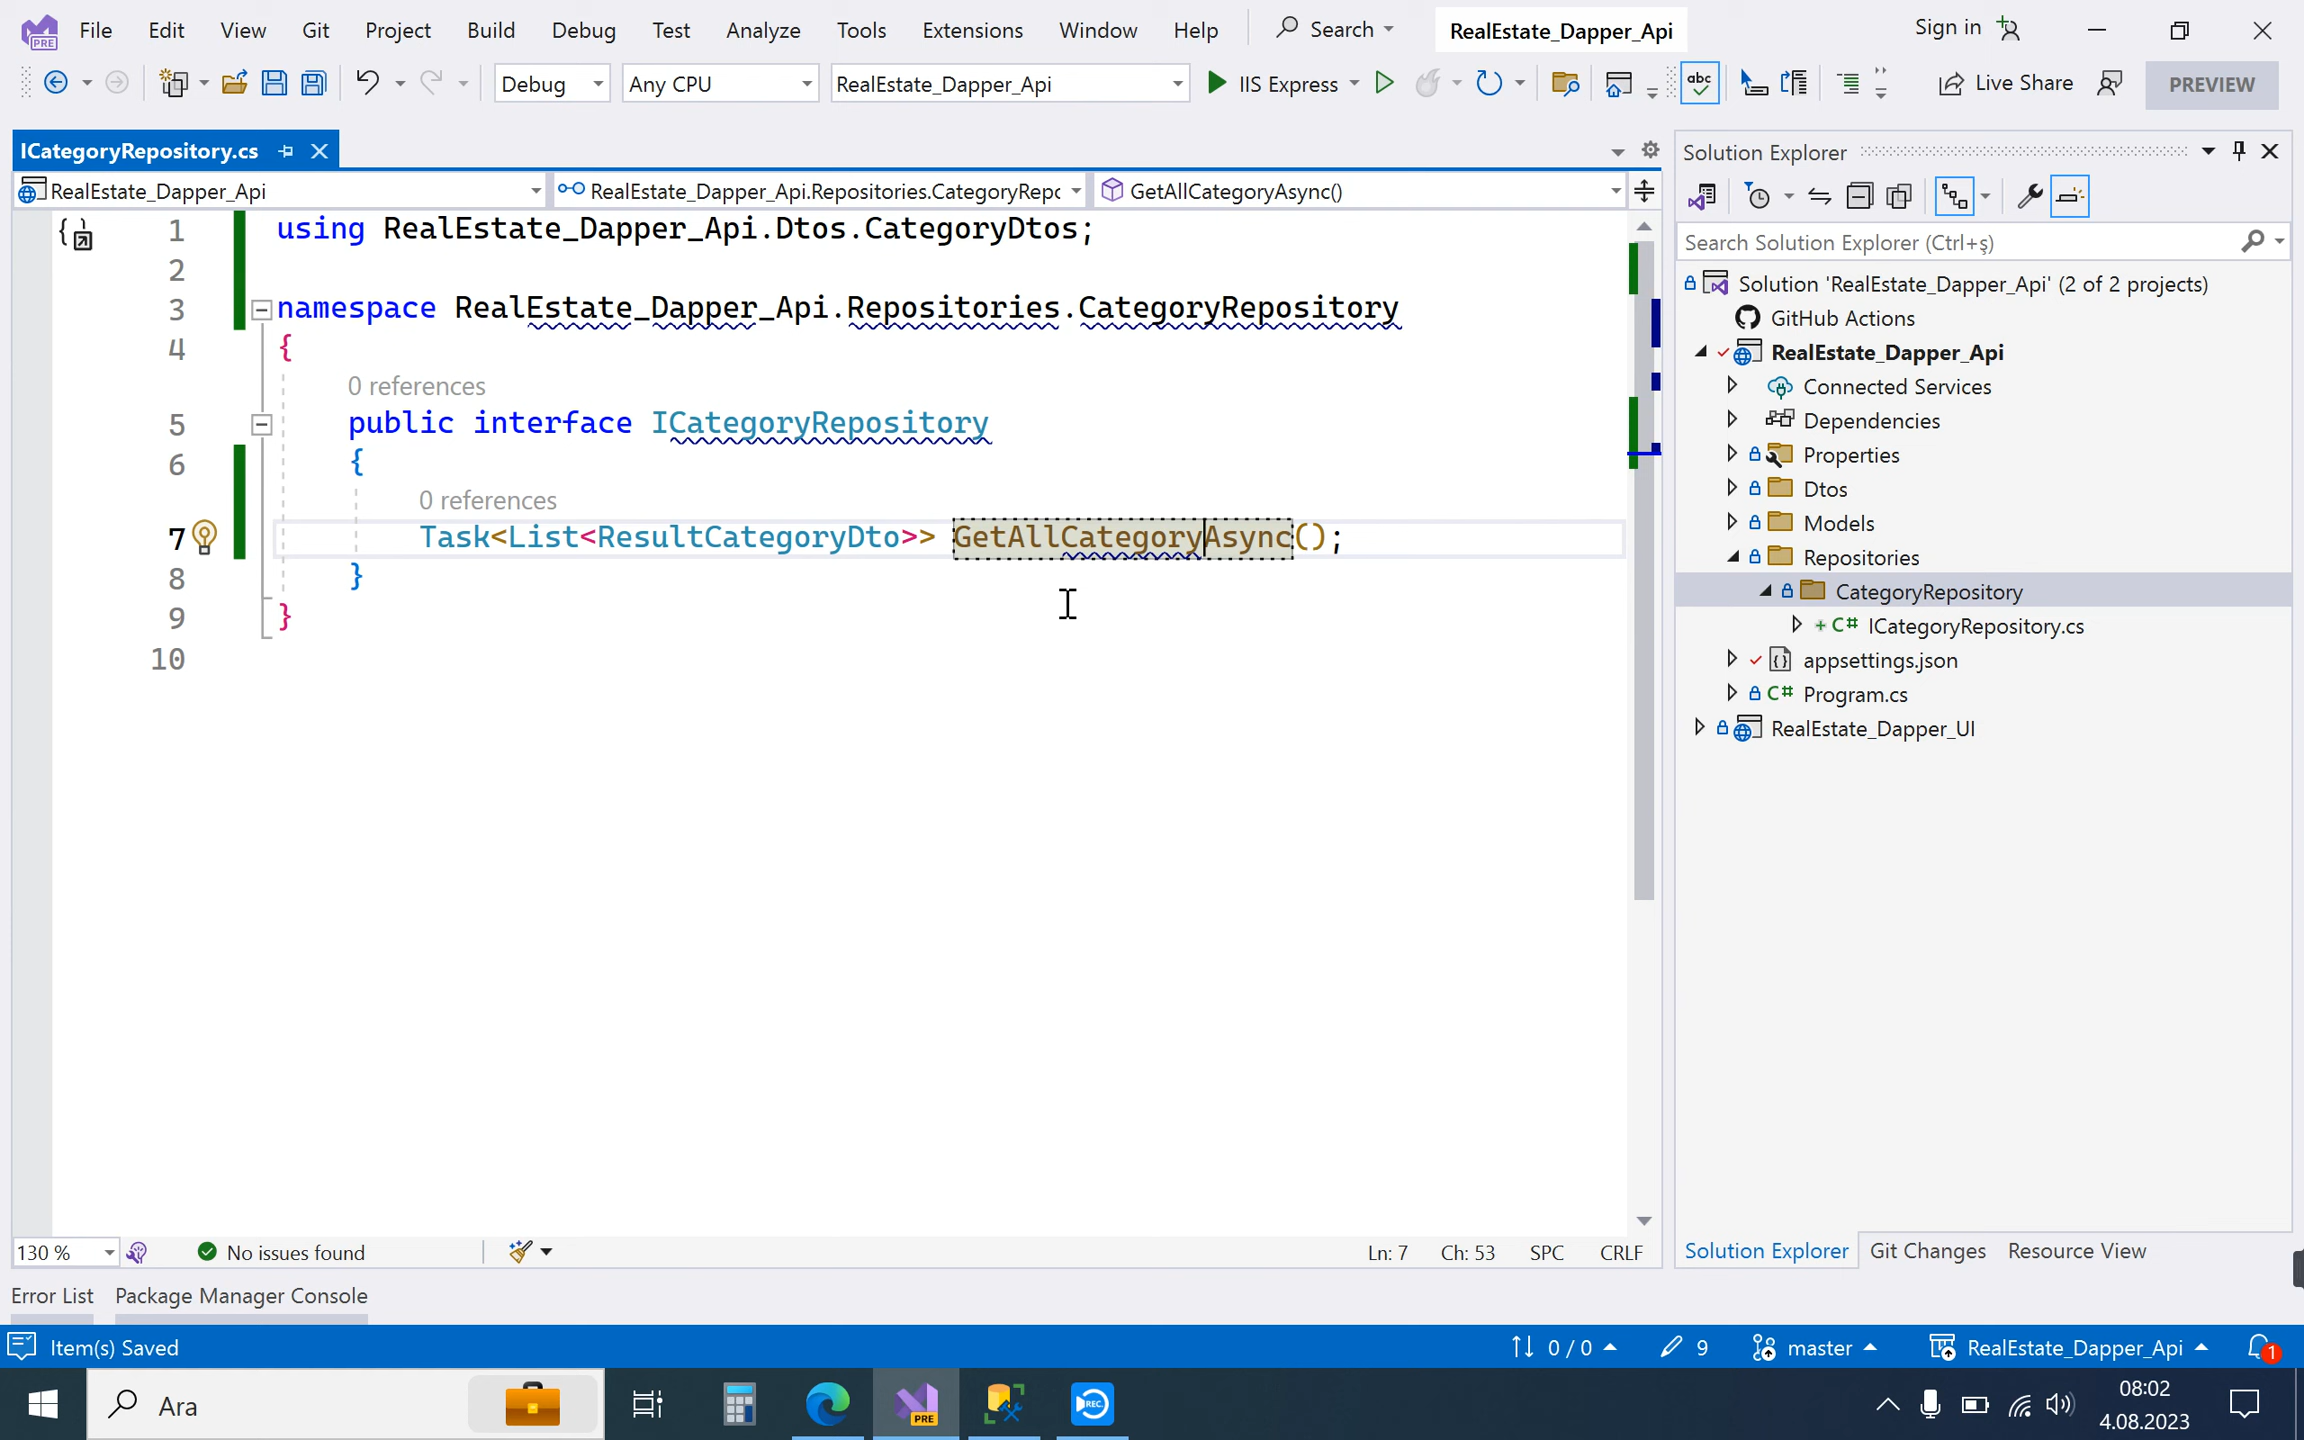 File Edit View Git Project Build Debug Test Analyze Tools Extensions Window Help Search RealEstate_Dapper_Api Sign in
PRE
Debug Any CPU RealEstate_Dapper_Api IIS Express abc Live Share PREVIEW
ICategoryRepository.cs
RealEstate_Dapper_Api RealEstate_Dapper_Api.Repositories.CategoryRepc GetAllCategoryAsync()
1 using RealEstate_Dapper_Api.Dtos.CategoryDtos;
2
3 namespace RealEstate_Dapper_Api.Repositories.CategoryRepository
4 {
0 references
5 public interface ICategoryRepository
6 {
0 references
7 Task<List<ResultCategoryDto>> GetAllCategoryAsync();
8 }
9 }
10
130 % No issues found Ln: 7 Ch: 53 SPC CRLF
Solution Explorer
Search Solution Explorer (Ctrl+ş)
Solution 'RealEstate_Dapper_Api' (2 of 2 projects)
GitHub Actions
RealEstate_Dapper_Api
Connected Services
Dependencies
Properties
Dtos
Models
Repositories
CategoryRepository
+ C# ICategoryRepository.cs
appsettings.json
C# Program.cs
RealEstate_Dapper_UI
Solution Explorer Git Changes Resource View
Error List Package Manager Console
Item(s) Saved 0 / 0 9 master RealEstate_Dapper_Api 1
Ara PRE REC 08:02
4.08.2023